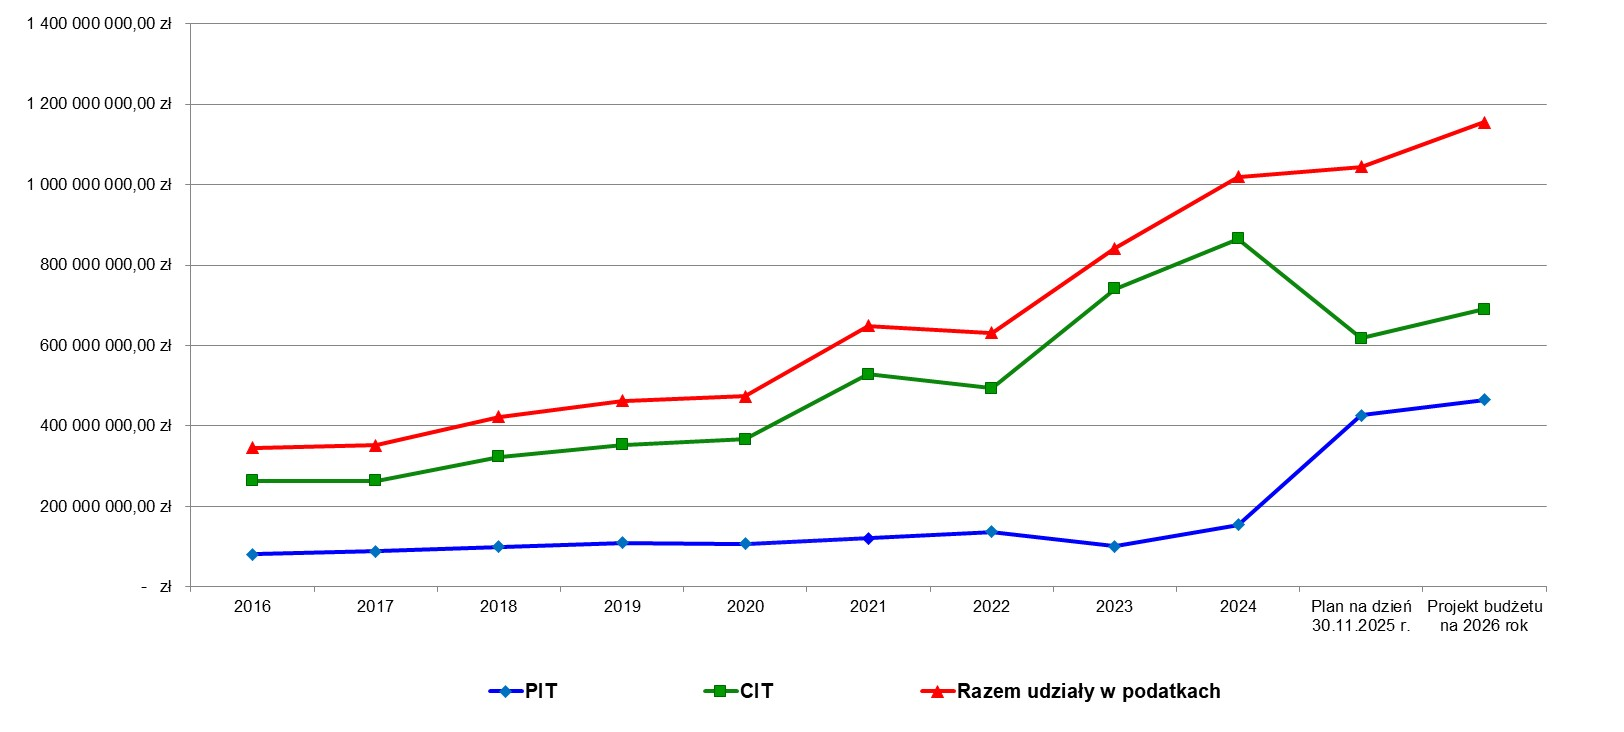 1 400 000 000,00 zł
1 200 000 000,00 zł
1 000 000 000,00 zł
800 000 000,00 zł
600 000 000,00 zł
400 000 000,00 zł
200 000 000,00 zł
- zł
2016 2017 2018 2019 2020 2021 2022 2023 2024 Plan na dzień Projekt budżetu
30.11.2025 r. na 2026 rok
PIT CIT Razem udziały w podatkach